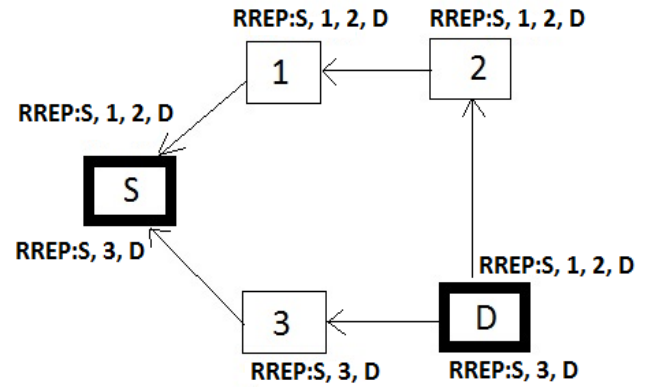 RREP:S, 1, 2, D
RREP:S, 1, 2, D
1
2
RREP:S, 1, 2, D
S
RREP:S, 3, D
RREP:S, 1, 2, D
3
D
RREP:S, 3, D
RREP:S, 3, D